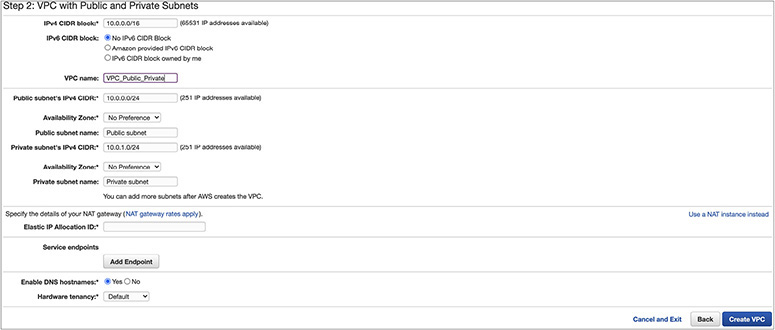 Step 2: VPC with Public and Private Subnets
IPv4 CIDR block:* 10.0.0.0/16 (65531 IP addresses available)
IPv6 CIDR block: No IPv6 CIDR Block
Amazon provided IPv6 CIDR block
IPv6 CIDR block owned by me
VPC name: VPC_Public_Private
Public subnet's IPv4 CIDR:* 10.0.0.0/24 (251 IP addresses available)
Availability Zone:* No Preference
Public subnet name: Public subnet
Private subnet's IPv4 CIDR:* 10.0.1.0/24 (251 IP addresses available)
Availability Zone:* No Preference
Private subnet name: Private subnet
You can add more subnets after AWS creates the VPC.
Specify the details of your NAT gateway (NAT gateway rates apply). Use a NAT instance instead
Elastic IP Allocation ID:*
Service endpoints
Add Endpoint
Enable DNS hostnames:* Yes No
Hardware tenancy:* Default
Cancel and Exit Back Create VPC